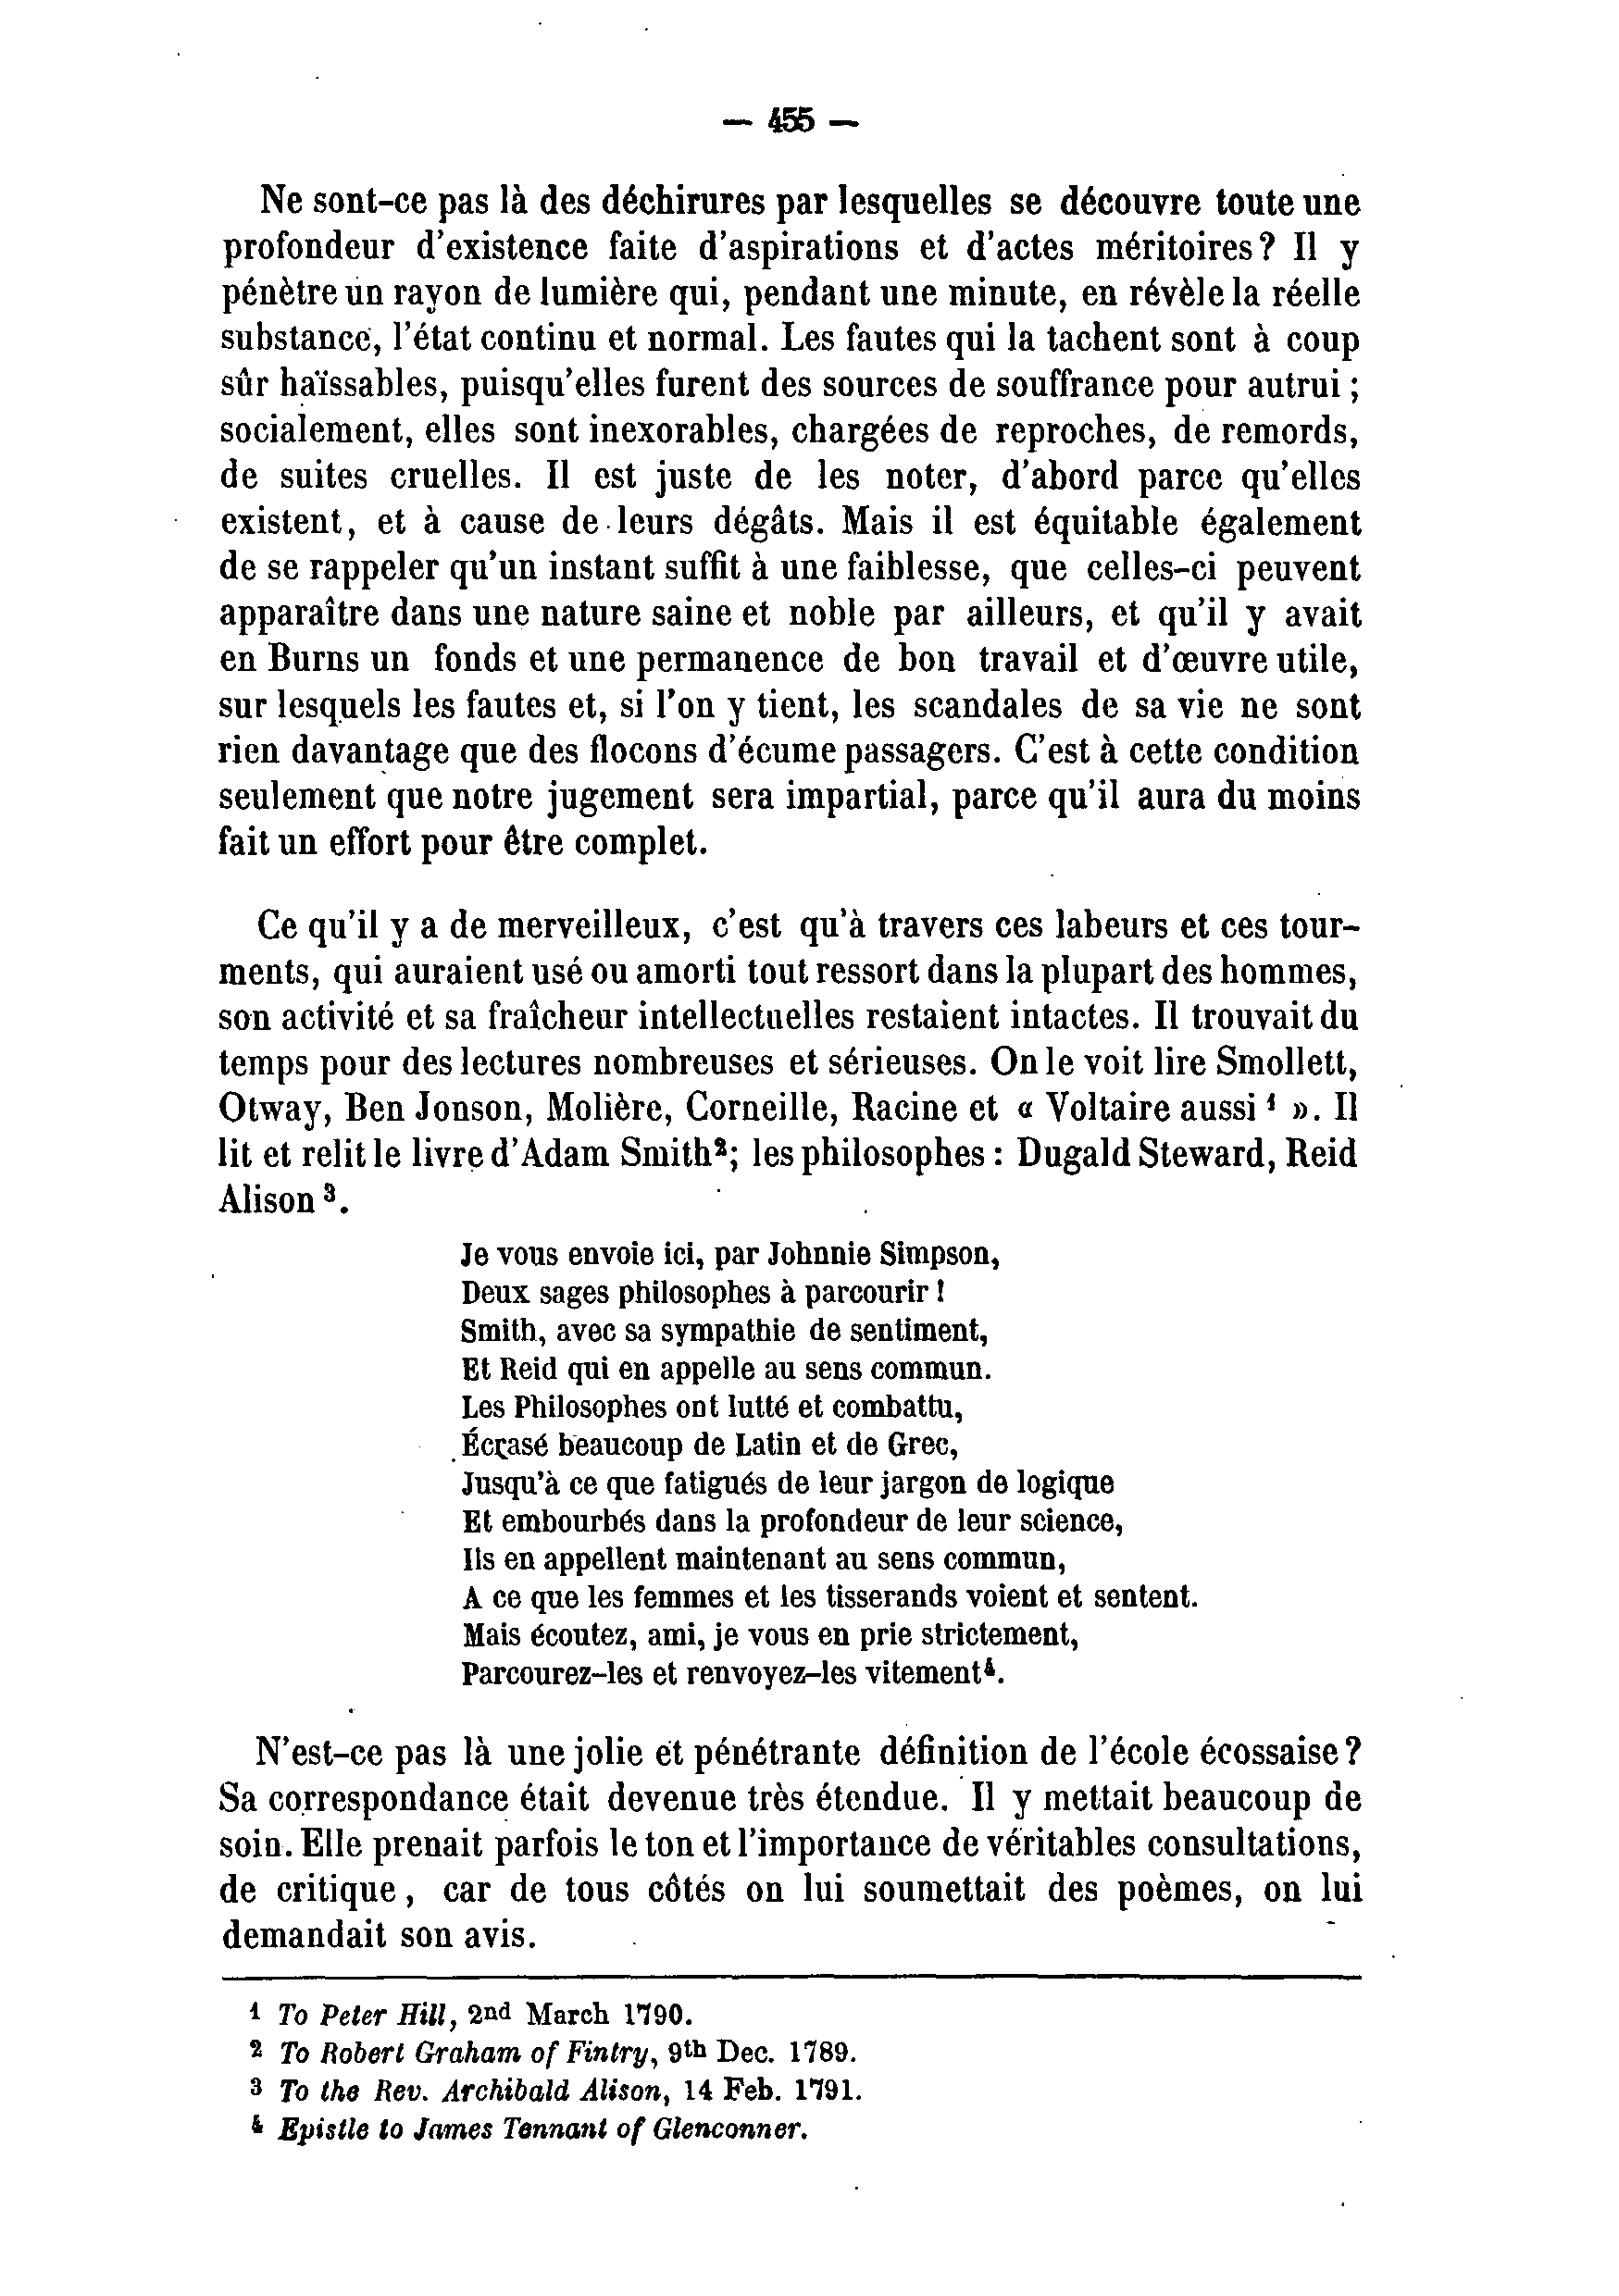 — 455 —
Ne sont-ce pas là des déchirures par lesquelles se découvre toute une
profondeur d'existence faite d'aspirations et d'actes méritoires? Il y
pénètre un rayon de lumière qui, pendant une minute, en révèle la réelle
substance, l'état continu et normal. Les fautes qui la tachent sont à coup
sûr haïssables, puisqu'elles furent des sources de souffrance pour autrui ;
socialement, elles sont inexorables, chargées de reproches, de remords,
de suites cruelles. Il est juste de les noter, d'abord parce qu'elles
existent, et à cause de leurs dégâts. Mais il est équitable également
de se rappeler qu'un instant suffit à une faiblesse, que celles-ci peuvent
apparaître dans une nature saine et noble par ailleurs, et qu'il y avait
en Burns un fonds et une permanence de bon travail et d'œuvre utile,
sur lesquels les fautes et, si l'on y tient, les scandales de sa vie ne sont
rien davantage que des flocons d'écume passagers. C'est à cette condition
seulement que notre jugement sera impartial, parce qu'il aura du moins
fait un effort pour être complet.
Ce qu'il y a de merveilleux, c'est qu'à travers ces labeurs et ces tour-
ments, qui auraient usé ou amorti tout ressort dans la plupart des hommes,
son activité et sa fraîcheur intellectuelles restaient intactes. Il trouvait du
temps pour des lectures nombreuses et sérieuses. On le voit lire Smollett,
Otway, Ben Jonson, Molière, Corneille, Racine et « Voltaire aussi ¹ ». Il
lit et relit le livre d'Adam Smith²; les philosophes : Dugald Steward, Reid
Alison ³.
Je vous envoie ici, par Johnnie Simpson,
Deux sages philosophes à parcourir !
Smith, avec sa sympathie de sentiment,
Et Reid qui en appelle au sens commun.
Les Philosophes ont lutté et combattu,
Écrasé beaucoup de Latin et de Grec,
Jusqu'à ce que fatigués de leur jargon de logique
Et embourbés dans la profondeur de leur science,
Ils en appellent maintenant au sens commun,
A ce que les femmes et les tisserands voient et sentent.
Mais écoutez, ami, je vous en prie strictement,
Parcourez-les et renvoyez-les vitement⁴.
N'est-ce pas là une jolie et pénétrante définition de l'école écossaise?
Sa correspondance était devenue très étendue. Il y mettait beaucoup de
soin. Elle prenait parfois le ton et l'importance de véritables consultations,
de critique, car de tous côtés on lui soumettait des poèmes, on lui
demandait son avis.
¹ To Peter Hill, 2nd March 1790.
² To Robert Graham of Fintry, 9th Dec. 1789.
³ To the Rev. Archibald Alison, 14 Feb. 1791.
⁴ Epistle to James Tennant of Glenconner.